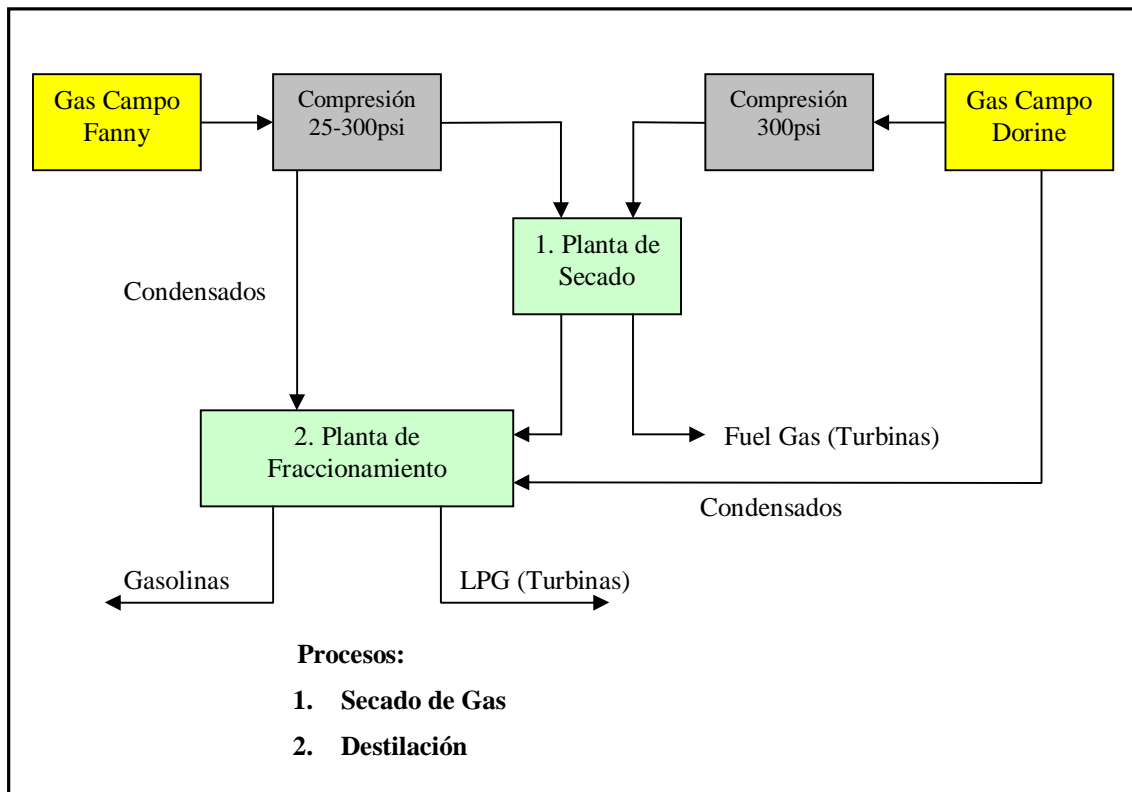 Gas Campo
Fanny
Compresión
25-300psi
Compresión
300psi
Gas Campo
Dorine
1. Planta de
Secado
Condensados
2. Planta de
Fraccionamiento
Fuel Gas (Turbinas)
Condensados
Gasolinas
LPG (Turbinas)
Procesos:
1. Secado de Gas
2. Destilación